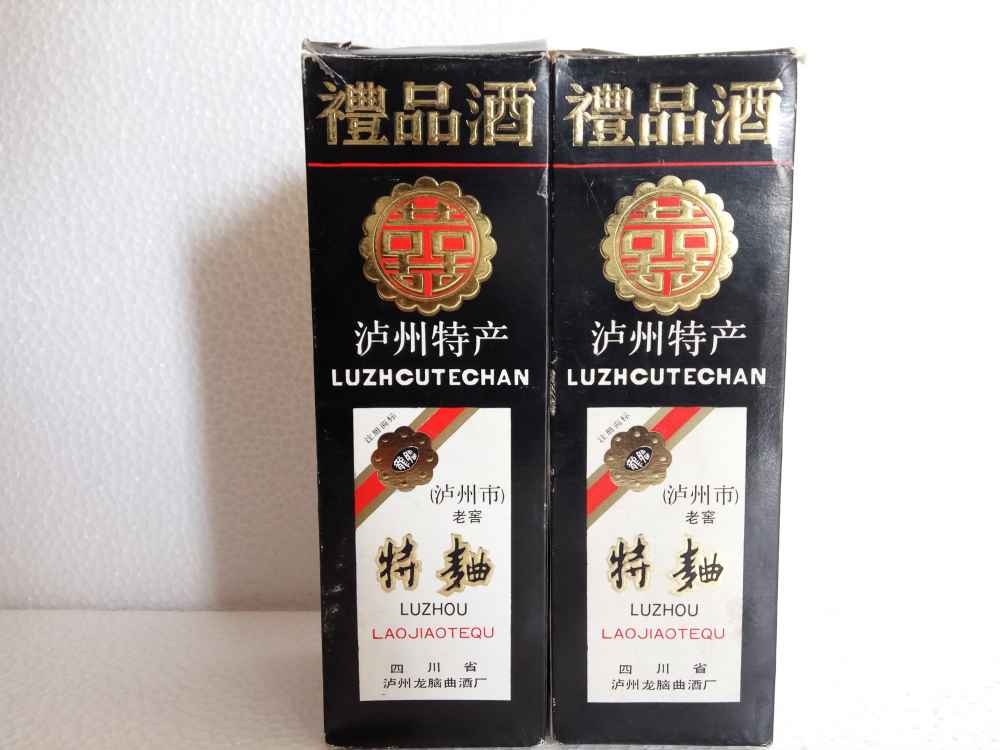 禮品酒
泸州特产
LUZHOUTECHAN
注册商标
(泸州市)
老窖
特麯
LUZHOU
LAOJIAOTEQU
四川省
泸州龙脑曲酒厂
禮品酒
泸州特产
LUZHOUTECHAN
注册商标
(泸州市)
老窖
特麯
LUZHOU
LAOJIAOTEQU
四川省
泸州龙脑曲酒厂